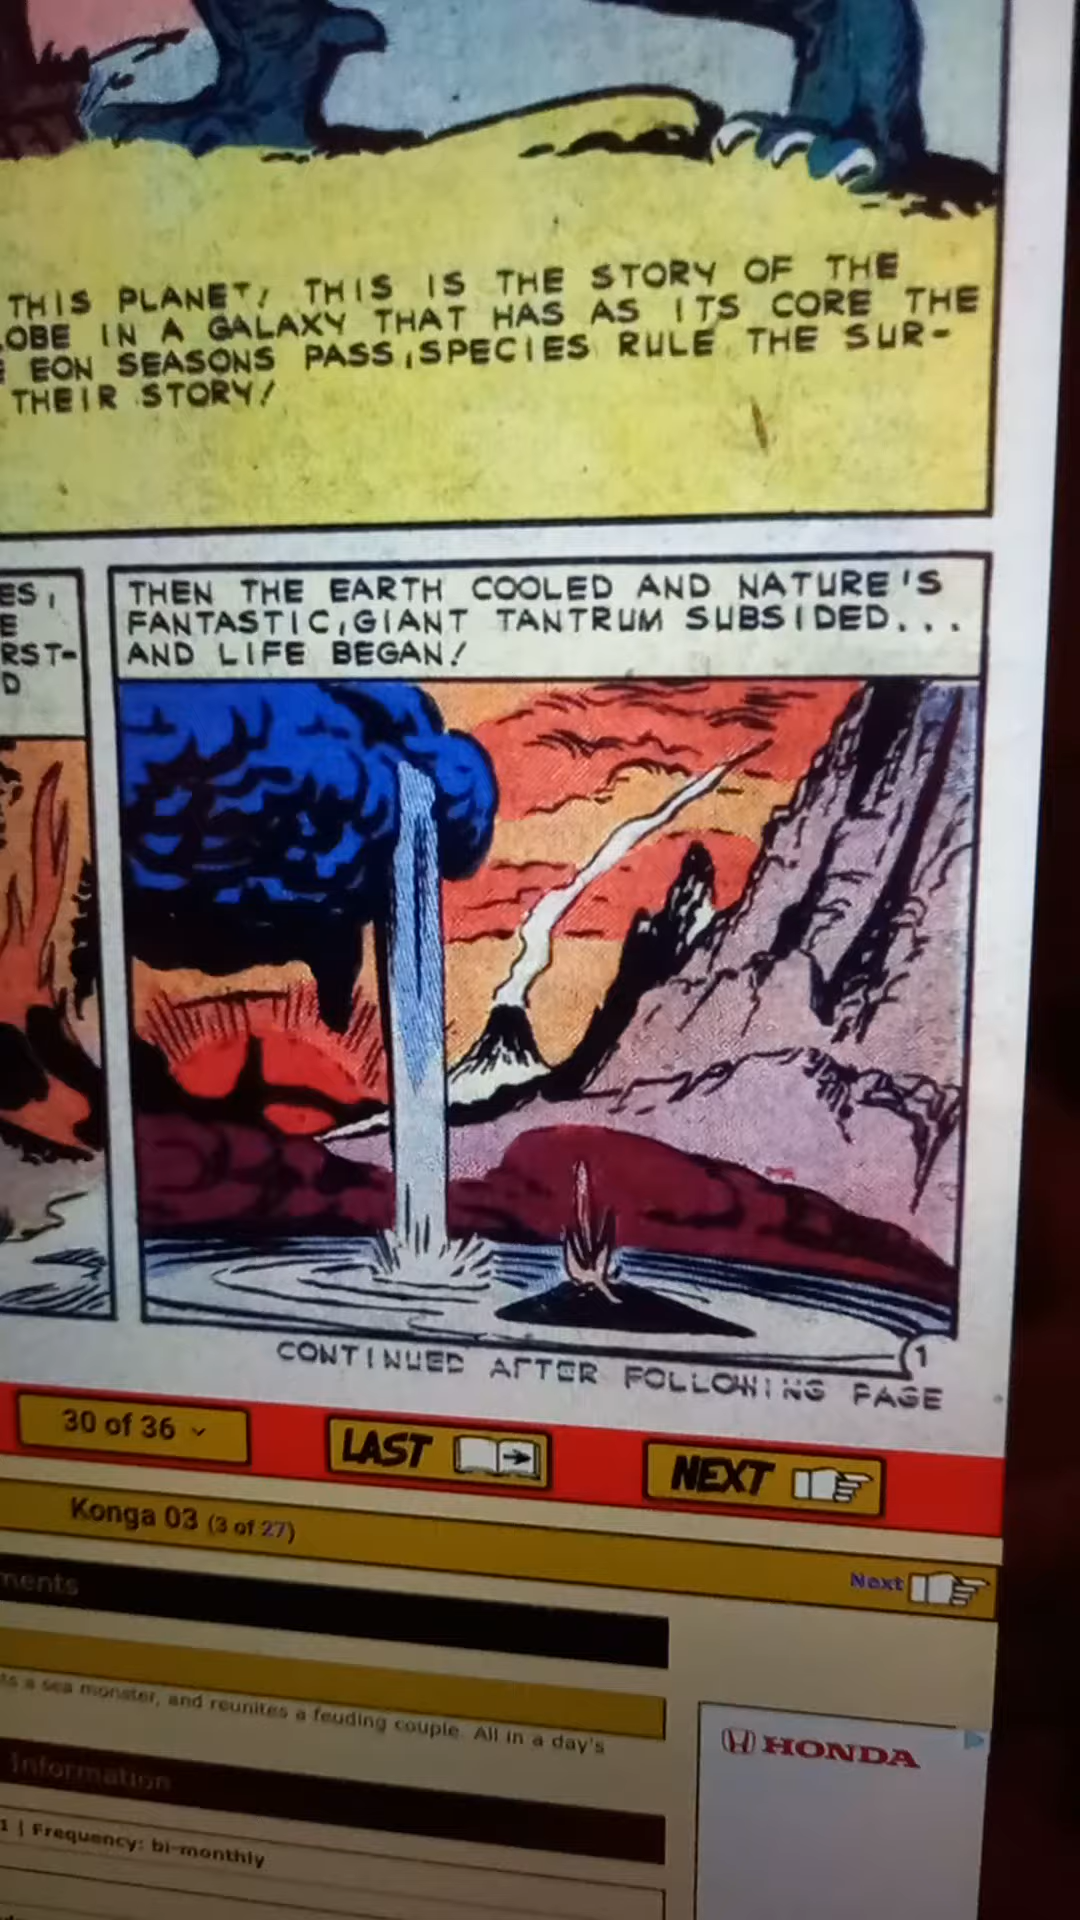 THIS PLANET! THIS IS THE STORY OF THE
OBE IN A GALAXY THAT HAS AS ITS CORE THE
EON SEASONS PASS, SPECIES RULE THE SUR-
THEIR STORY!
ES,
E
RST-
D
THEN THE EARTH COOLED AND NATURE'S
FANTASTIC, GIANT TANTRUM SUBSIDED...
AND LIFE BEGAN!
1
CONTINUED AFTER FOLLOWING PAGE
30 of 36
LAST
NEXT
Konga 03 (3 of 27)
Next
ments
a sea monster, and reunites a feuding couple. All in a day's
HONDA
Information
1 | Frequency: bi-monthly